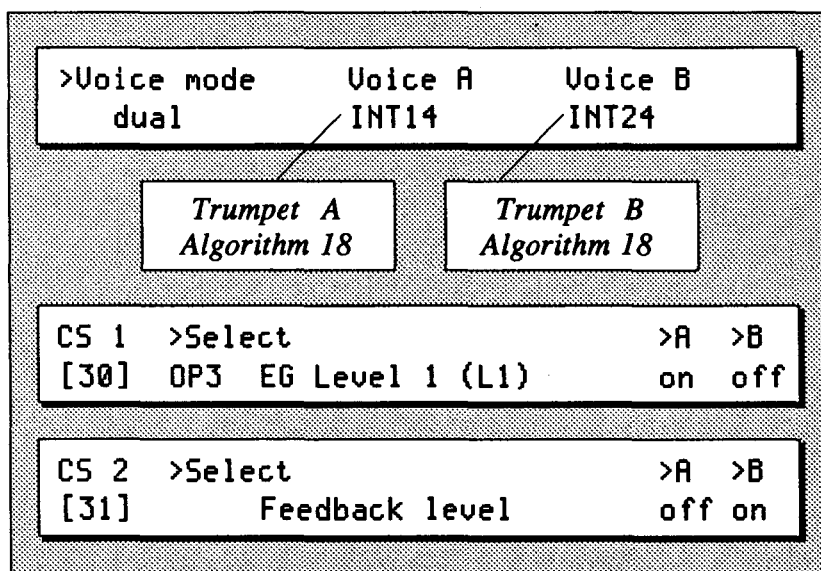 >Voice mode Voice A Voice B
dual INT14 INT24
Trumpet A
Algorithm 18
Trumpet B
Algorithm 18
CS 1 >Select >A >B
[30] OP3 EG Level 1 (L1) on off
CS 2 >Select >A >B
[31] Feedback level off on